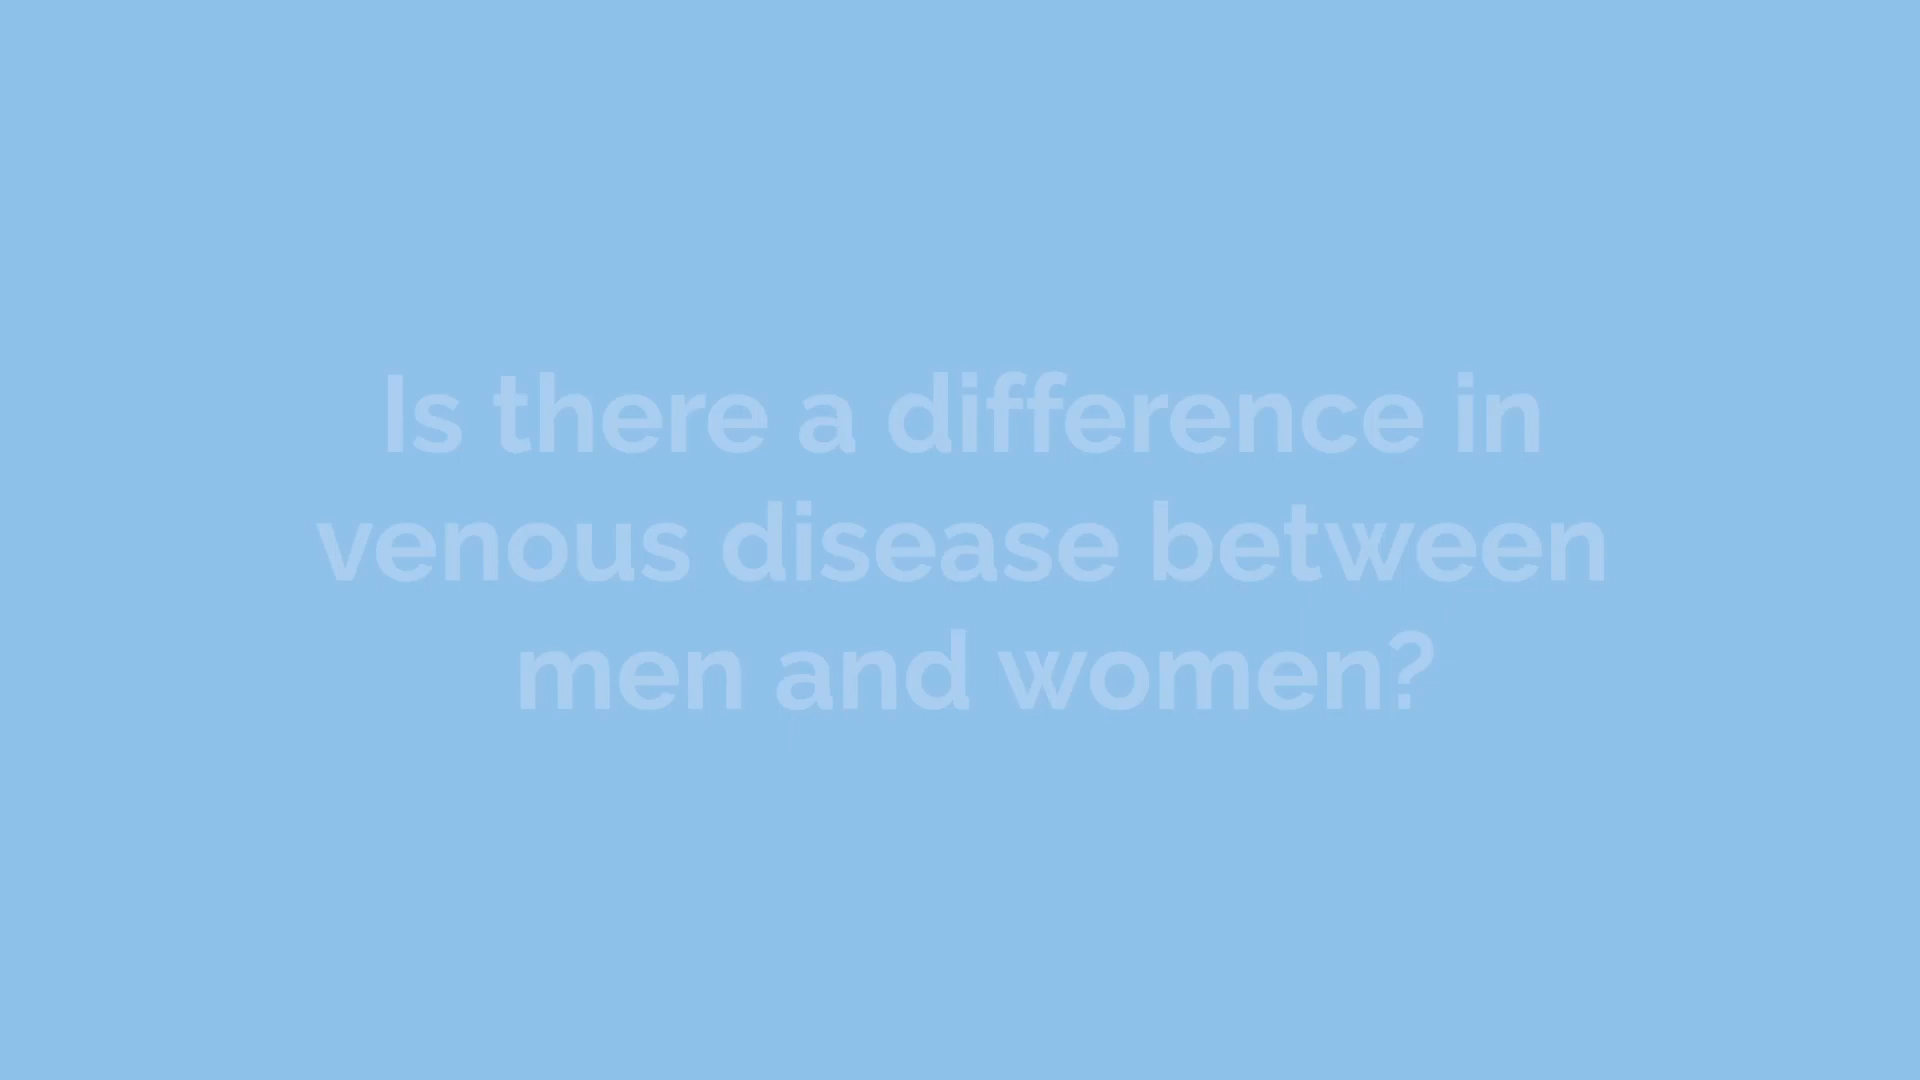 Is there a difference in
venous disease between
men and women?